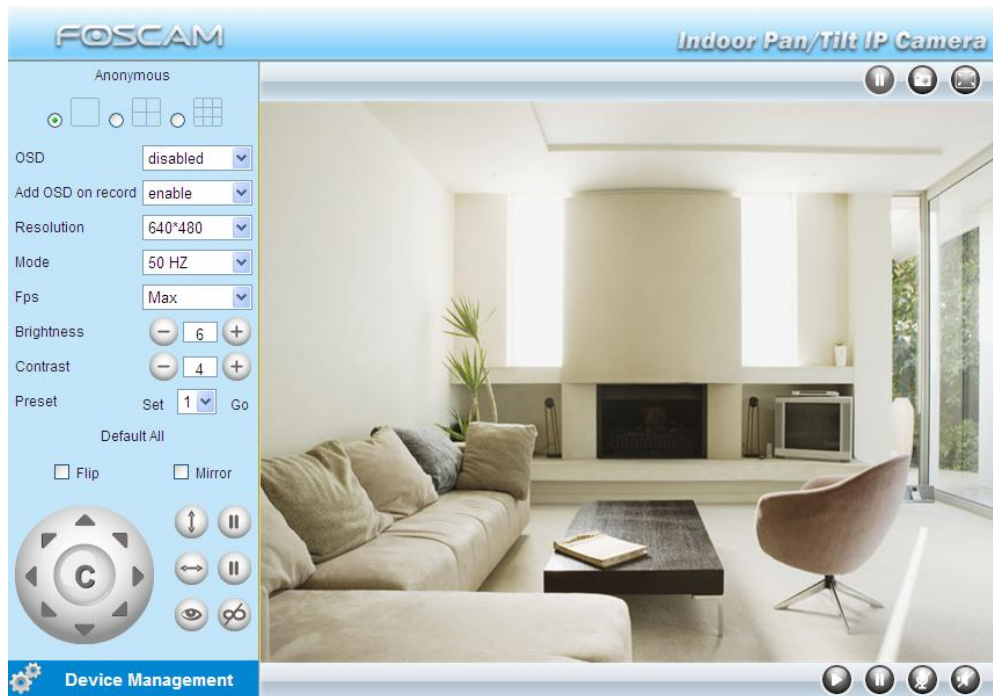 FOSCAM
Indoor Pan/Tilt IP Camera
Anonymous
OSD disabled
Add OSD on record enable
Resolution 640*480
Mode 50 HZ
Fps Max
Brightness 6
Contrast 4
Preset Set 1 Go
Default All
Flip Mirror
C
Device Management